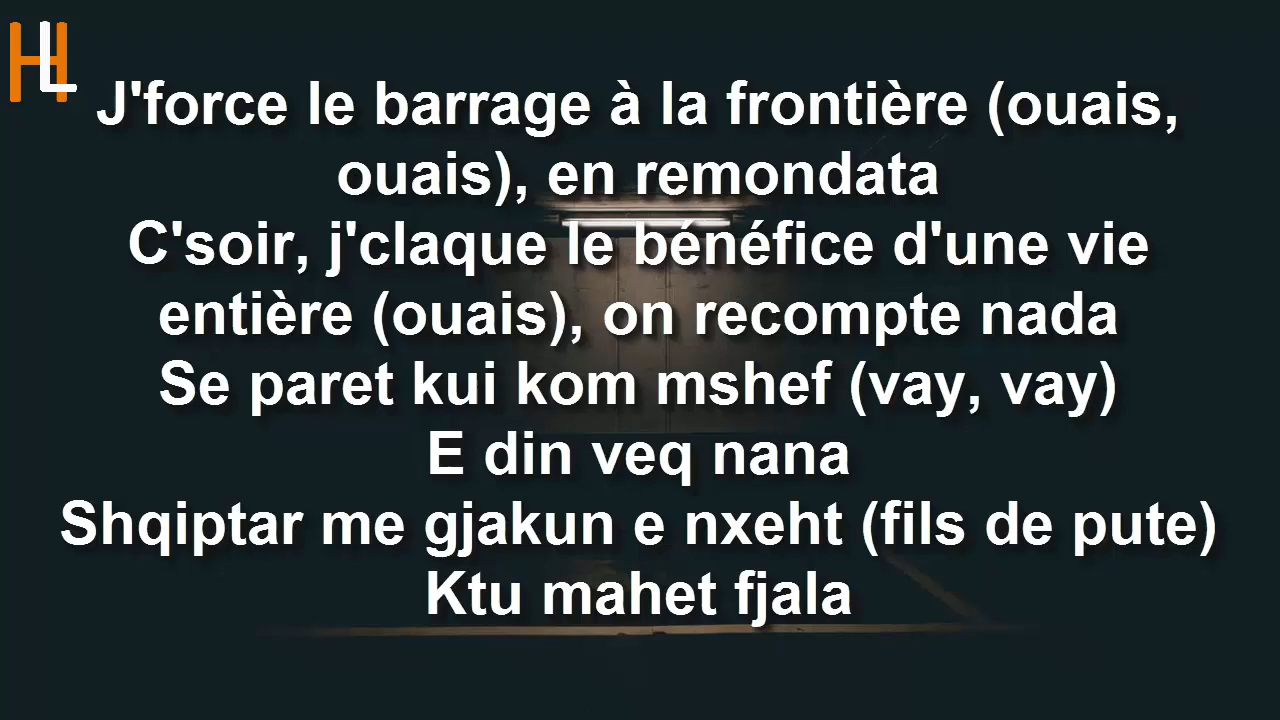 HL
J'force le barrage à la frontière (ouais,
ouais), en remondata
C'soir, j'claque le bénéfice d'une vie
entière (ouais), on recompte nada
Se paret kui kom mshef (vay, vay)
E din veq nana
Shqiptar me gjakun e nxeht (fils de pute)
Ktu mahet fjala